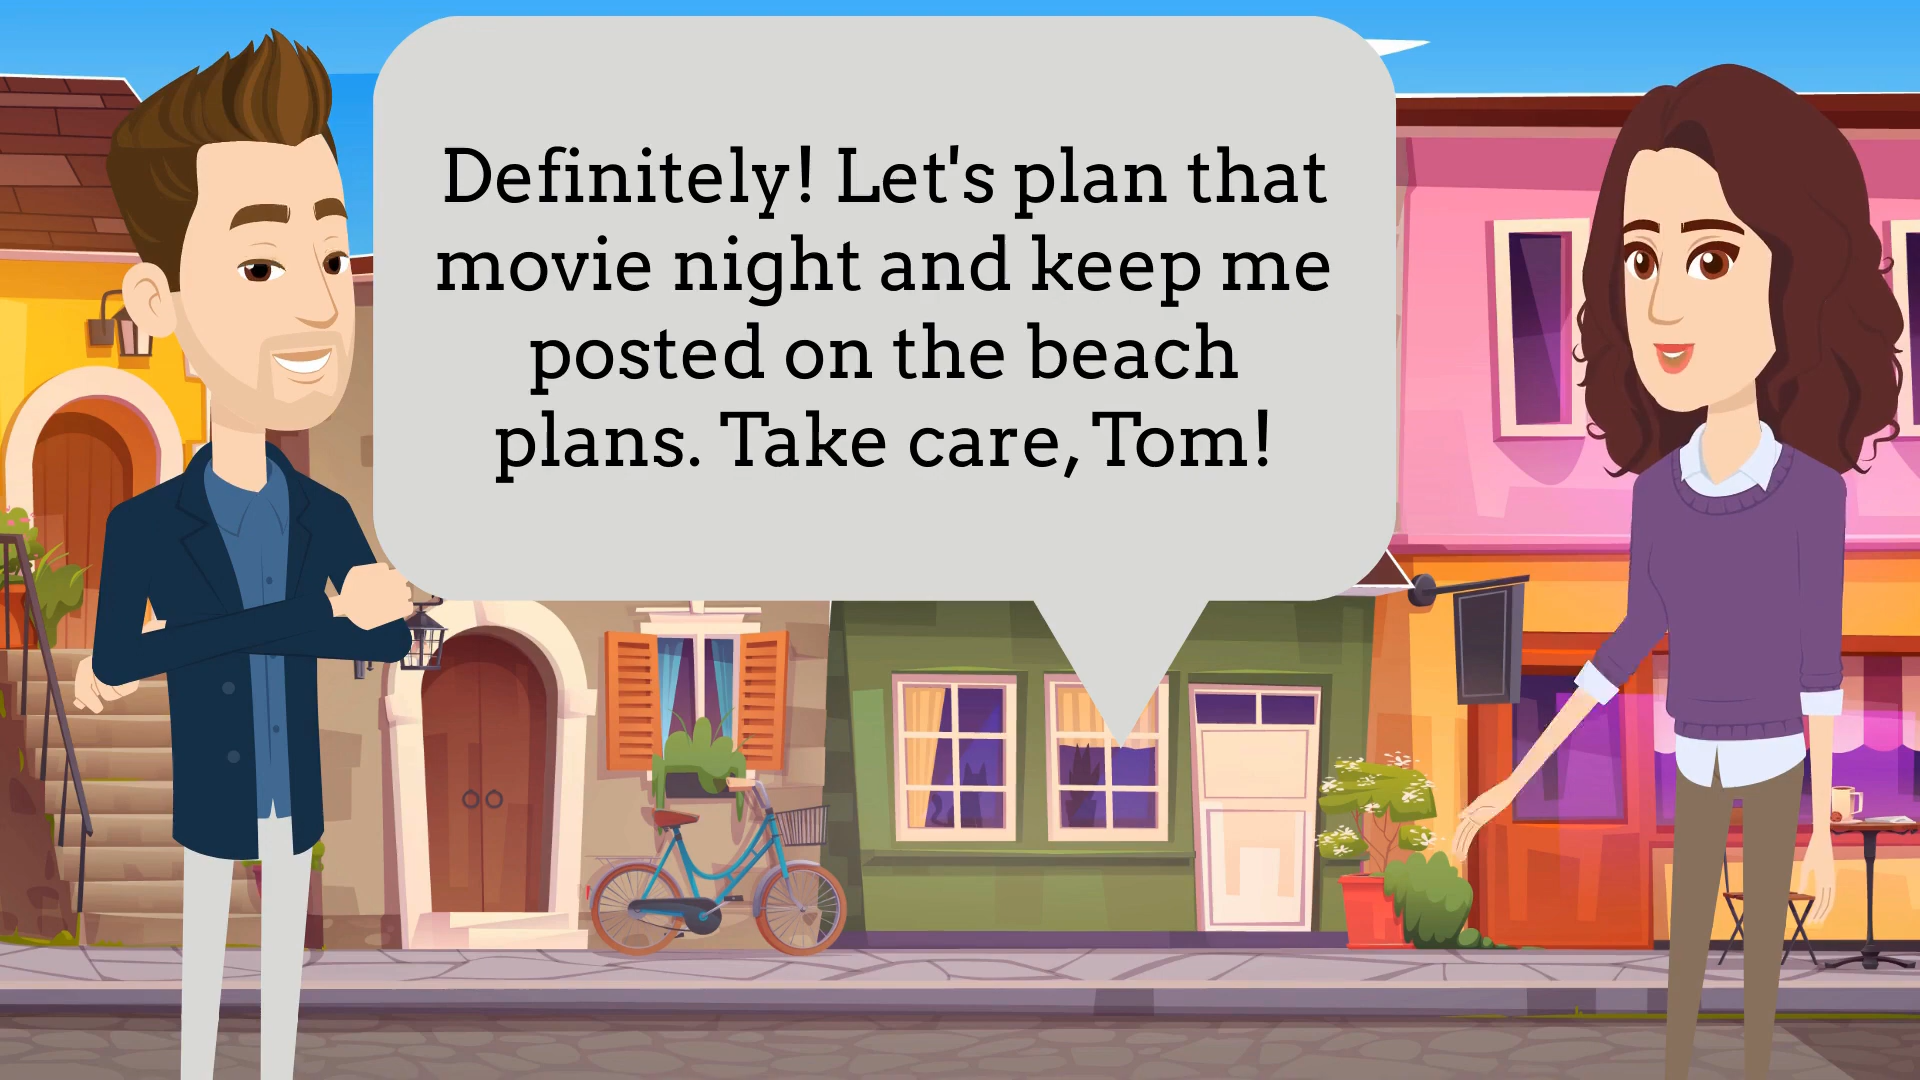 Definitely! Let's plan that
movie night and keep me
posted on the beach
plans. Take care, Tom!